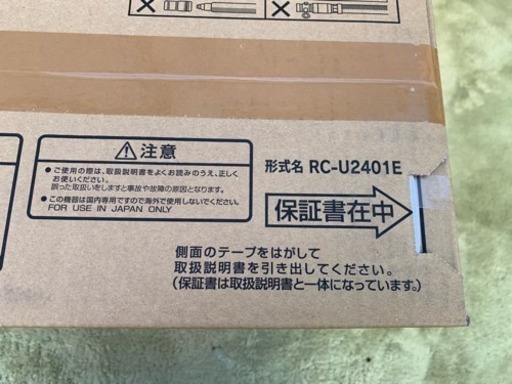 ⚠注意
●ご使用の際は、取扱説明書をよくお読みのうえ、正しく
お使いください。
誤った取扱いをしますと事故や故障の原因となります。
●この機器は国内専用ですので海外で使用しないでください。
FOR USE IN JAPAN ONLY
形式名 RC-U2401E
保証書在中
側面のテープをはがして
取扱説明書を引き出してください。
(保証書は取扱説明書と一体になっています。)